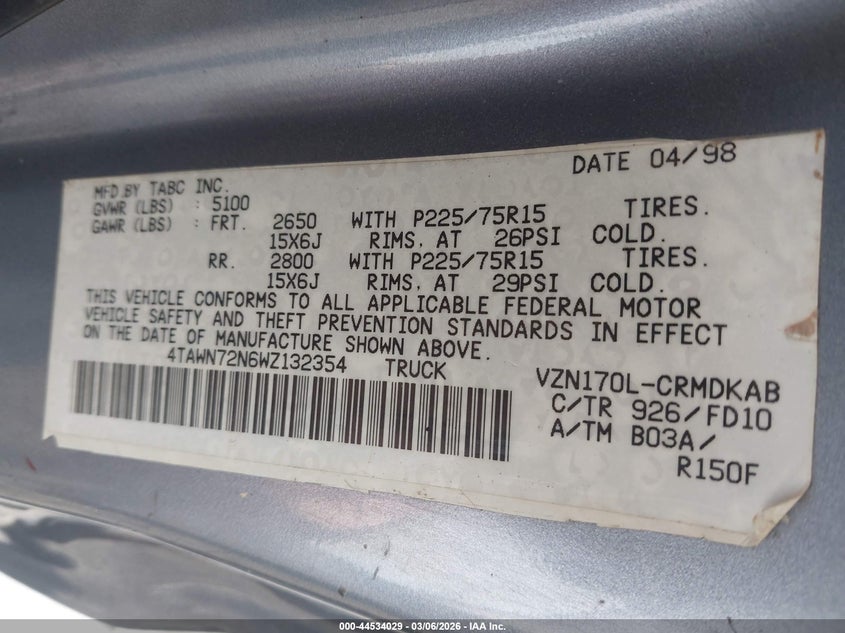 DATE 04/98
MFD.BY TABC INC.
GVWR (LBS) : 5100
GAWR (LBS) : FRT. 2650 WITH P225/75R15 TIRES.
15X6J RIMS, AT 26PSI COLD.
RR. 2800 WITH P225/75R15 TIRES.
15X6J RIMS, AT 29PSI COLD.
THIS VEHICLE CONFORMS TO ALL APPLICABLE FEDERAL MOTOR
VEHICLE SAFETY AND THEFT PREVENTION STANDARDS IN EFFECT
ON THE DATE OF MANUFACTURE SHOWN ABOVE.
4TAWN72N6WZ132354 TRUCK
VZN170L-CRMDKAB
C/TR 926/FD10
A/TM B03A/
R150F
000-44534029 — 03/06/2026 — IAA Inc.